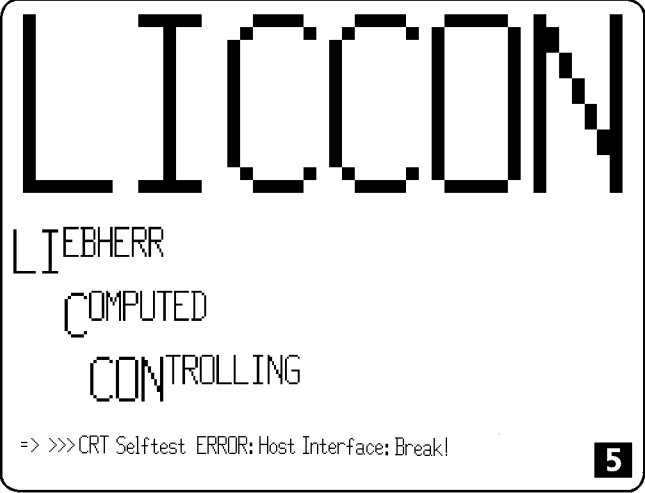 LICCON
LIEBHERR
COMPUTED
CONTROLLING
=> >>>CRT Selftest ERROR: Host Interface: Break!
5